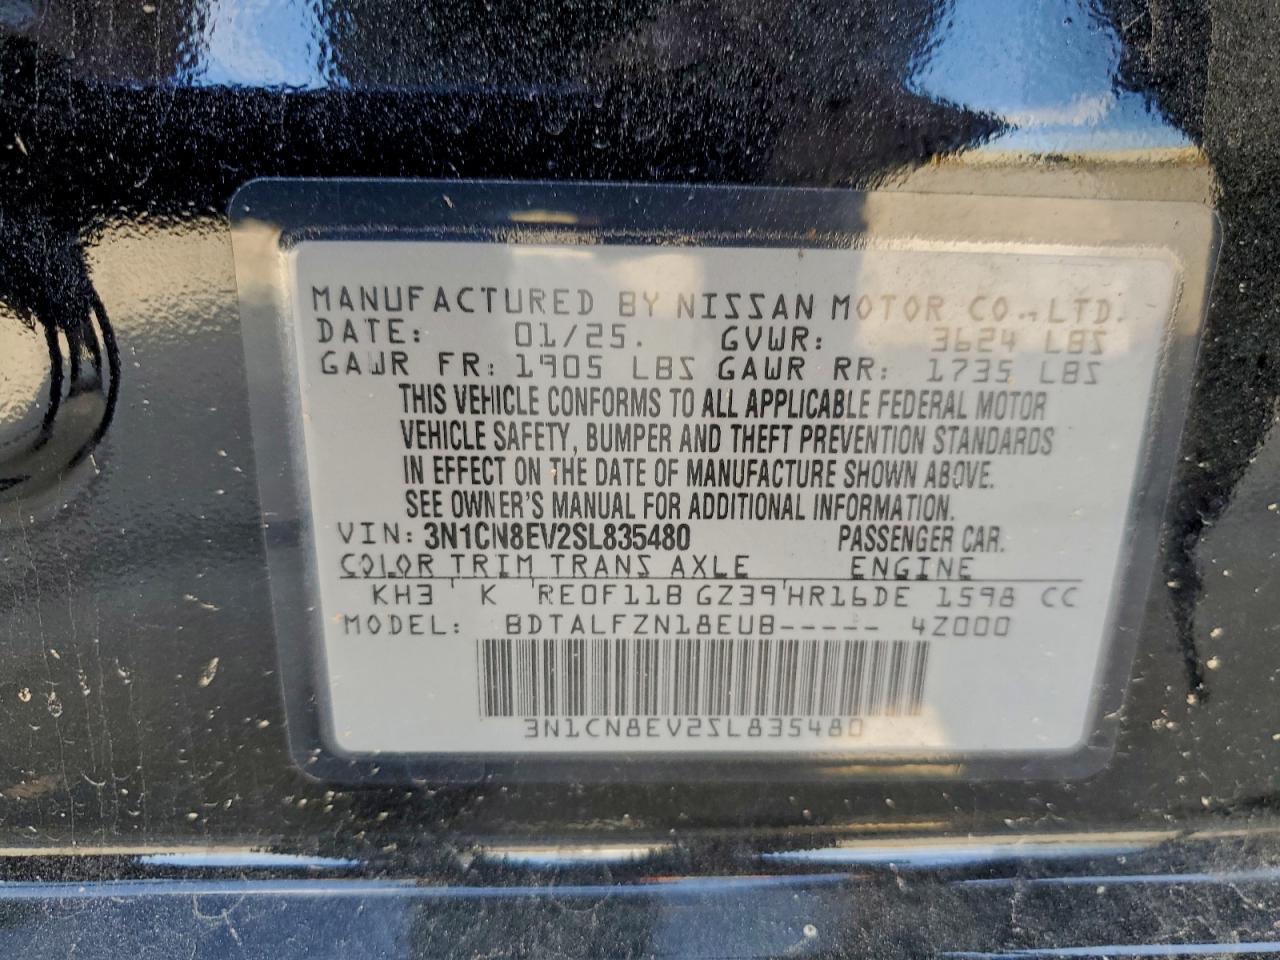 MANUFACTURED BY NISSAN MOTOR CO.,LTD.
DATE: 01/25. GVWR: 3624 LBS
GAWR FR: 1905 LBS GAWR RR: 1735 LBS
THIS VEHICLE CONFORMS TO ALL APPLICABLE FEDERAL MOTOR
VEHICLE SAFETY, BUMPER AND THEFT PREVENTION STANDARDS
IN EFFECT ON THE DATE OF MANUFACTURE SHOWN ABOVE.
SEE OWNER'S MANUAL FOR ADDITIONAL INFORMATION.
VIN: 3N1CN8EV2SL835480 PASSENGER CAR.
COLOR TRIM TRANS AXLE ENGINE
KH3 K RE0F11B GZ39 HR16DE 1598 CC
MODEL: BDTALFZN18EUB----- 4Z000
3N1CN8EV2SL835480